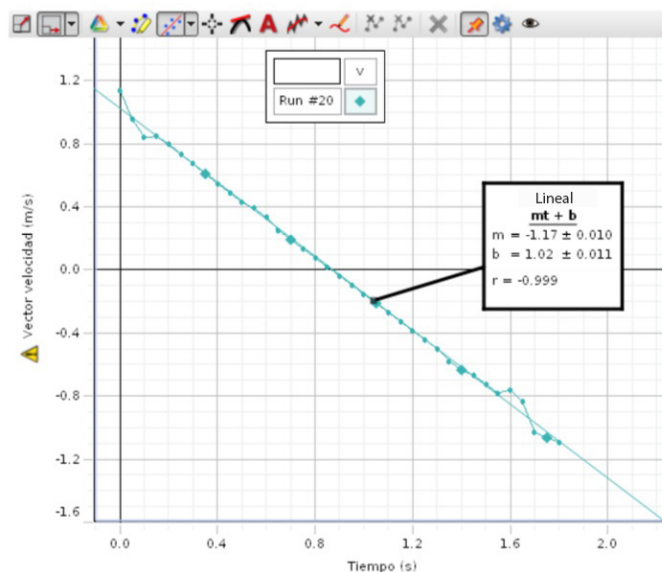 A
1.2
0.8
0.4
0.0
-0.4
-0.8
-1.2
-1.6
Vector velocidad (m/s)
v
Run #20
Lineal
mt + b
m = -1.17 ± 0.010
b = 1.02 ± 0.011
r = -0.999
0.0 0.4 0.8 1.2 1.6 2.0
Tiempo (s)